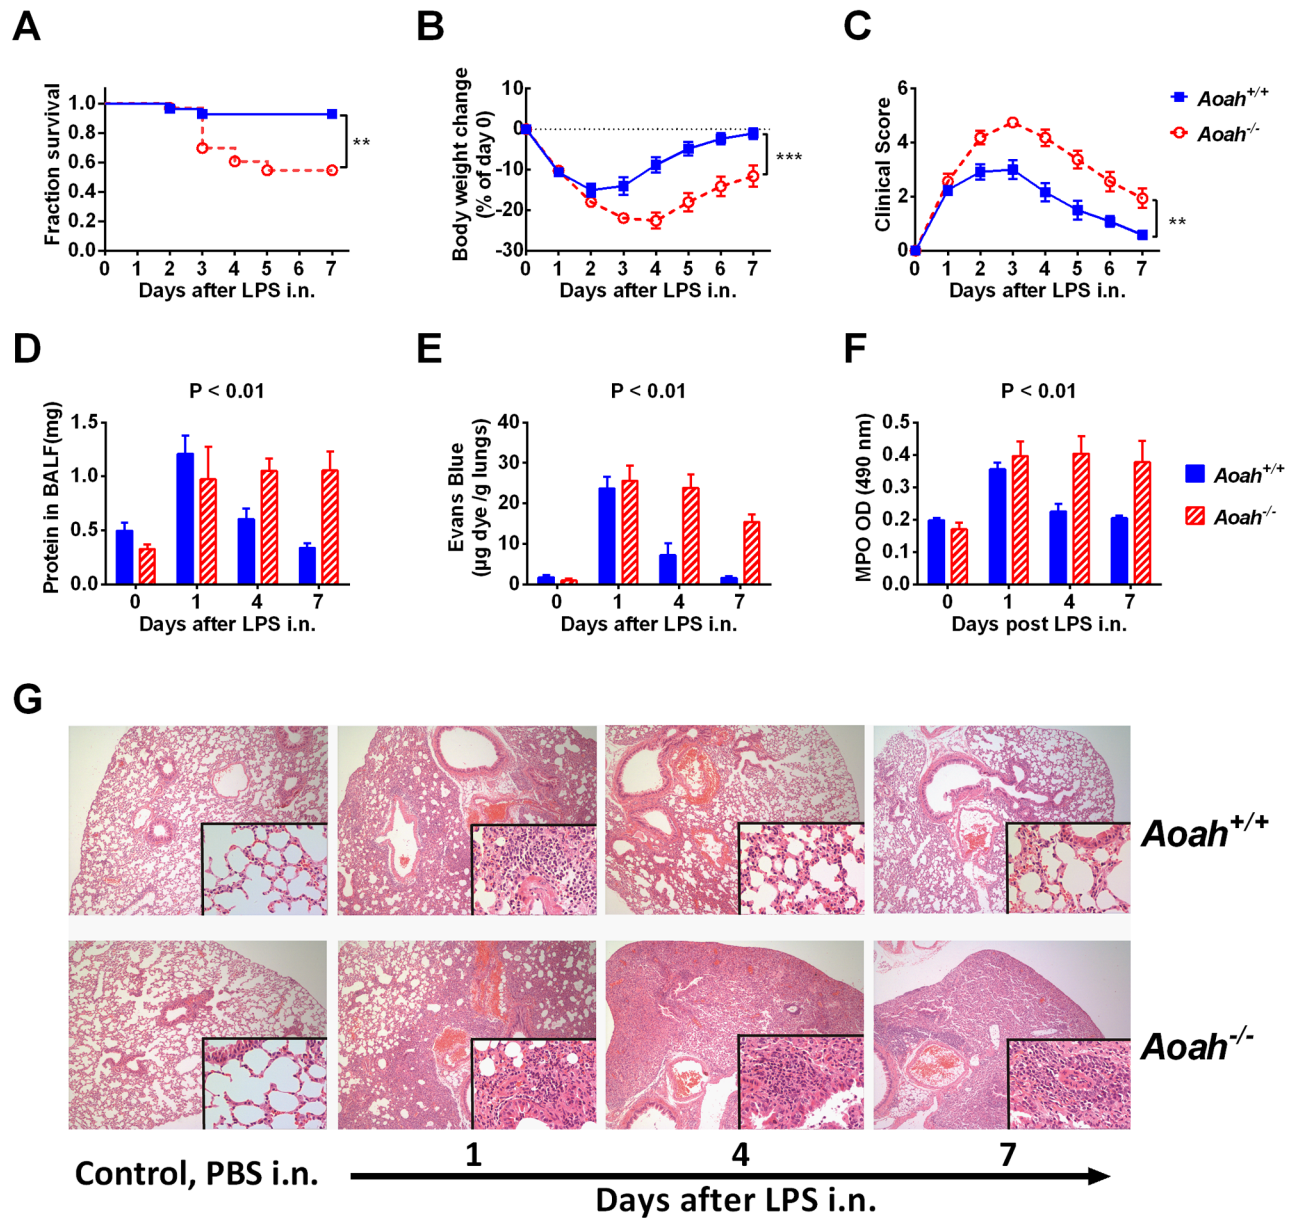 A
B
C
Fraction survival
1.0
0.8
0.6
0.4
0.2
0.0
0 1 2 3 4 5 6 7
Days after LPS i.n.
**
Body weight change
(% of day 0)
10
0
-10
-20
-30
0 1 2 3 4 5 6 7
Days after LPS i.n.
***
Clinical Score
6
4
2
0
0 1 2 3 4 5 6 7
Days after LPS i.n.
**
Aoah+/+
Aoah-/-
D
E
F
P < 0.01
Protein in BALF(mg)
1.5
1.0
0.5
0.0
0 1 4 7
Days after LPS i.n.
P < 0.01
Evans Blue
(µg dye /g lungs)
40
30
20
10
0
0 1 4 7
Days after LPS i.n.
P < 0.01
MPO OD (490 nm)
0.5
0.4
0.3
0.2
0.1
0.0
0 1 4 7
Days post LPS i.n.
Aoah+/+
Aoah-/-
G
Aoah+/+
Aoah-/-
Control, PBS i.n.
1 4 7
Days after LPS i.n.